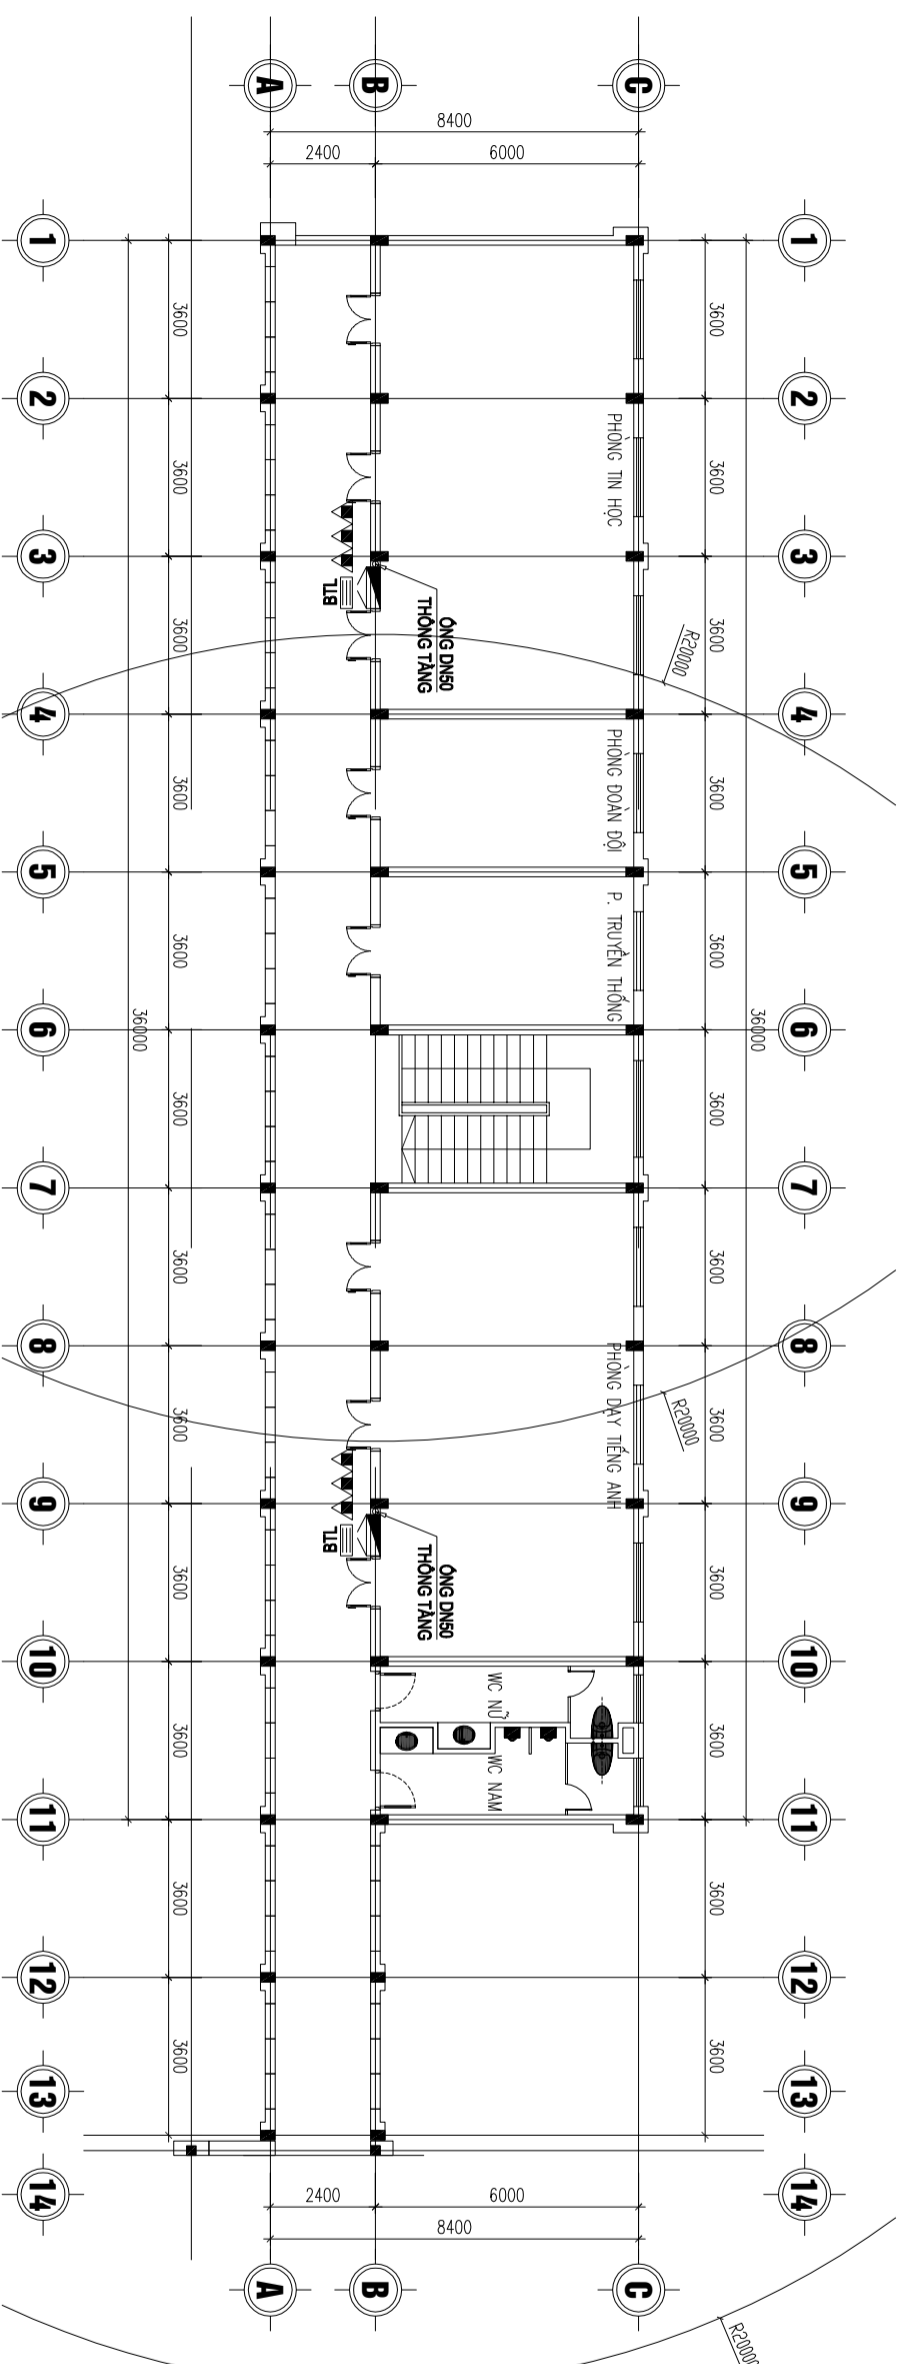 A
B
C
8400
2400
6000
1
1
3600
3600
2
2
PHÒNG TIN HỌC
3600
3600
3
3
BTL
ỐNG DN50
THÔNG TẦNG
3600
3600
R20000
4
4
PHÒNG ĐOÀN ĐỘI
3600
3600
5
5
P. TRUYỀN THỐNG
3600
3600
6
6
36000
36000
3600
3600
7
7
3600
3600
8
8
PHÒNG DẠY TIẾNG ANH
3600
3600
R20000
9
9
BTL
ỐNG DN50
THÔNG TẦNG
3600
3600
10
10
WC NỮ
3600
3600
WC NAM
11
11
3600
3600
12
12
3600
3600
13
13
14
14
2400
6000
8400
A
B
C
R20000